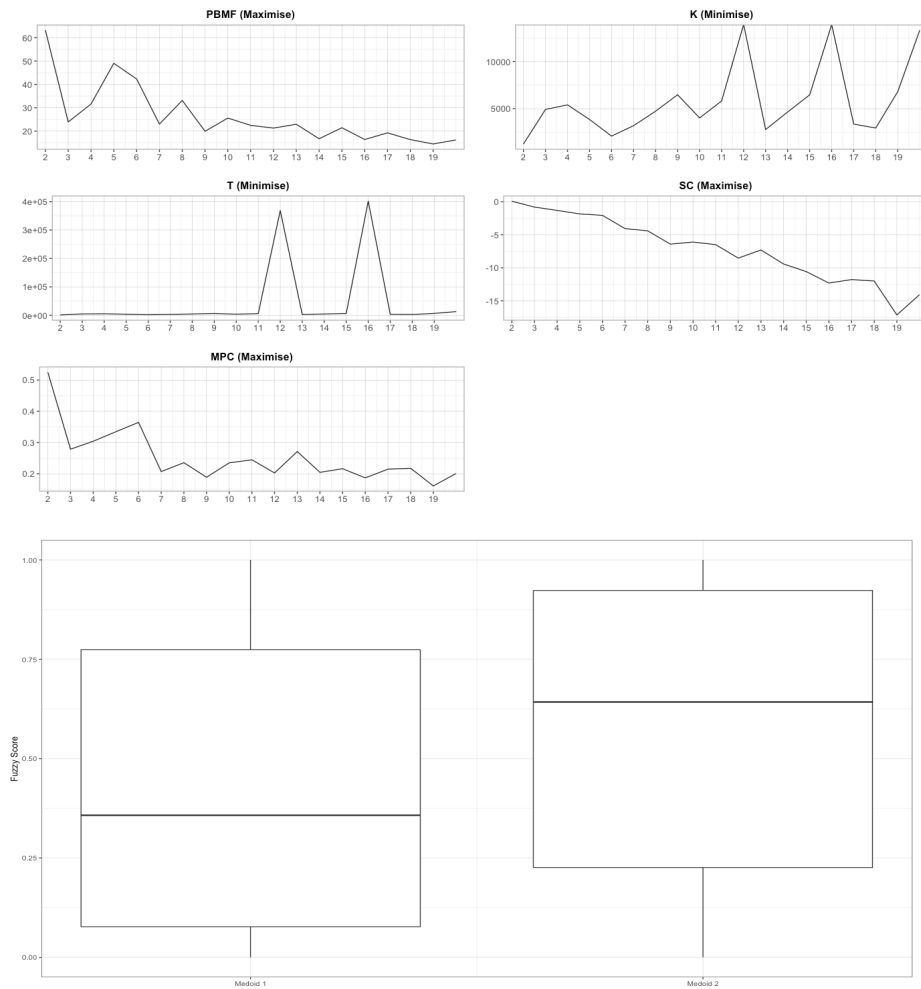 PBMF (Maximise)
60
50
40
30
20
2 3 4 5 6 7 8 9 10 11 12 13 14 15 16 17 18 19
K (Minimise)
10000
5000
2 3 4 5 6 7 8 9 10 11 12 13 14 15 16 17 18 19
T (Minimise)
4e+05
3e+05
2e+05
1e+05
0e+00
2 3 4 5 6 7 8 9 10 11 12 13 14 15 16 17 18 19
SC (Maximise)
0
-5
-10
-15
2 3 4 5 6 7 8 9 10 11 12 13 14 15 16 17 18 19
MPC (Maximise)
0.5
0.4
0.3
0.2
2 3 4 5 6 7 8 9 10 11 12 13 14 15 16 17 18 19
Fuzzy Score
1.00
0.75
0.50
0.25
0.00
Medoid 1 Medoid 2